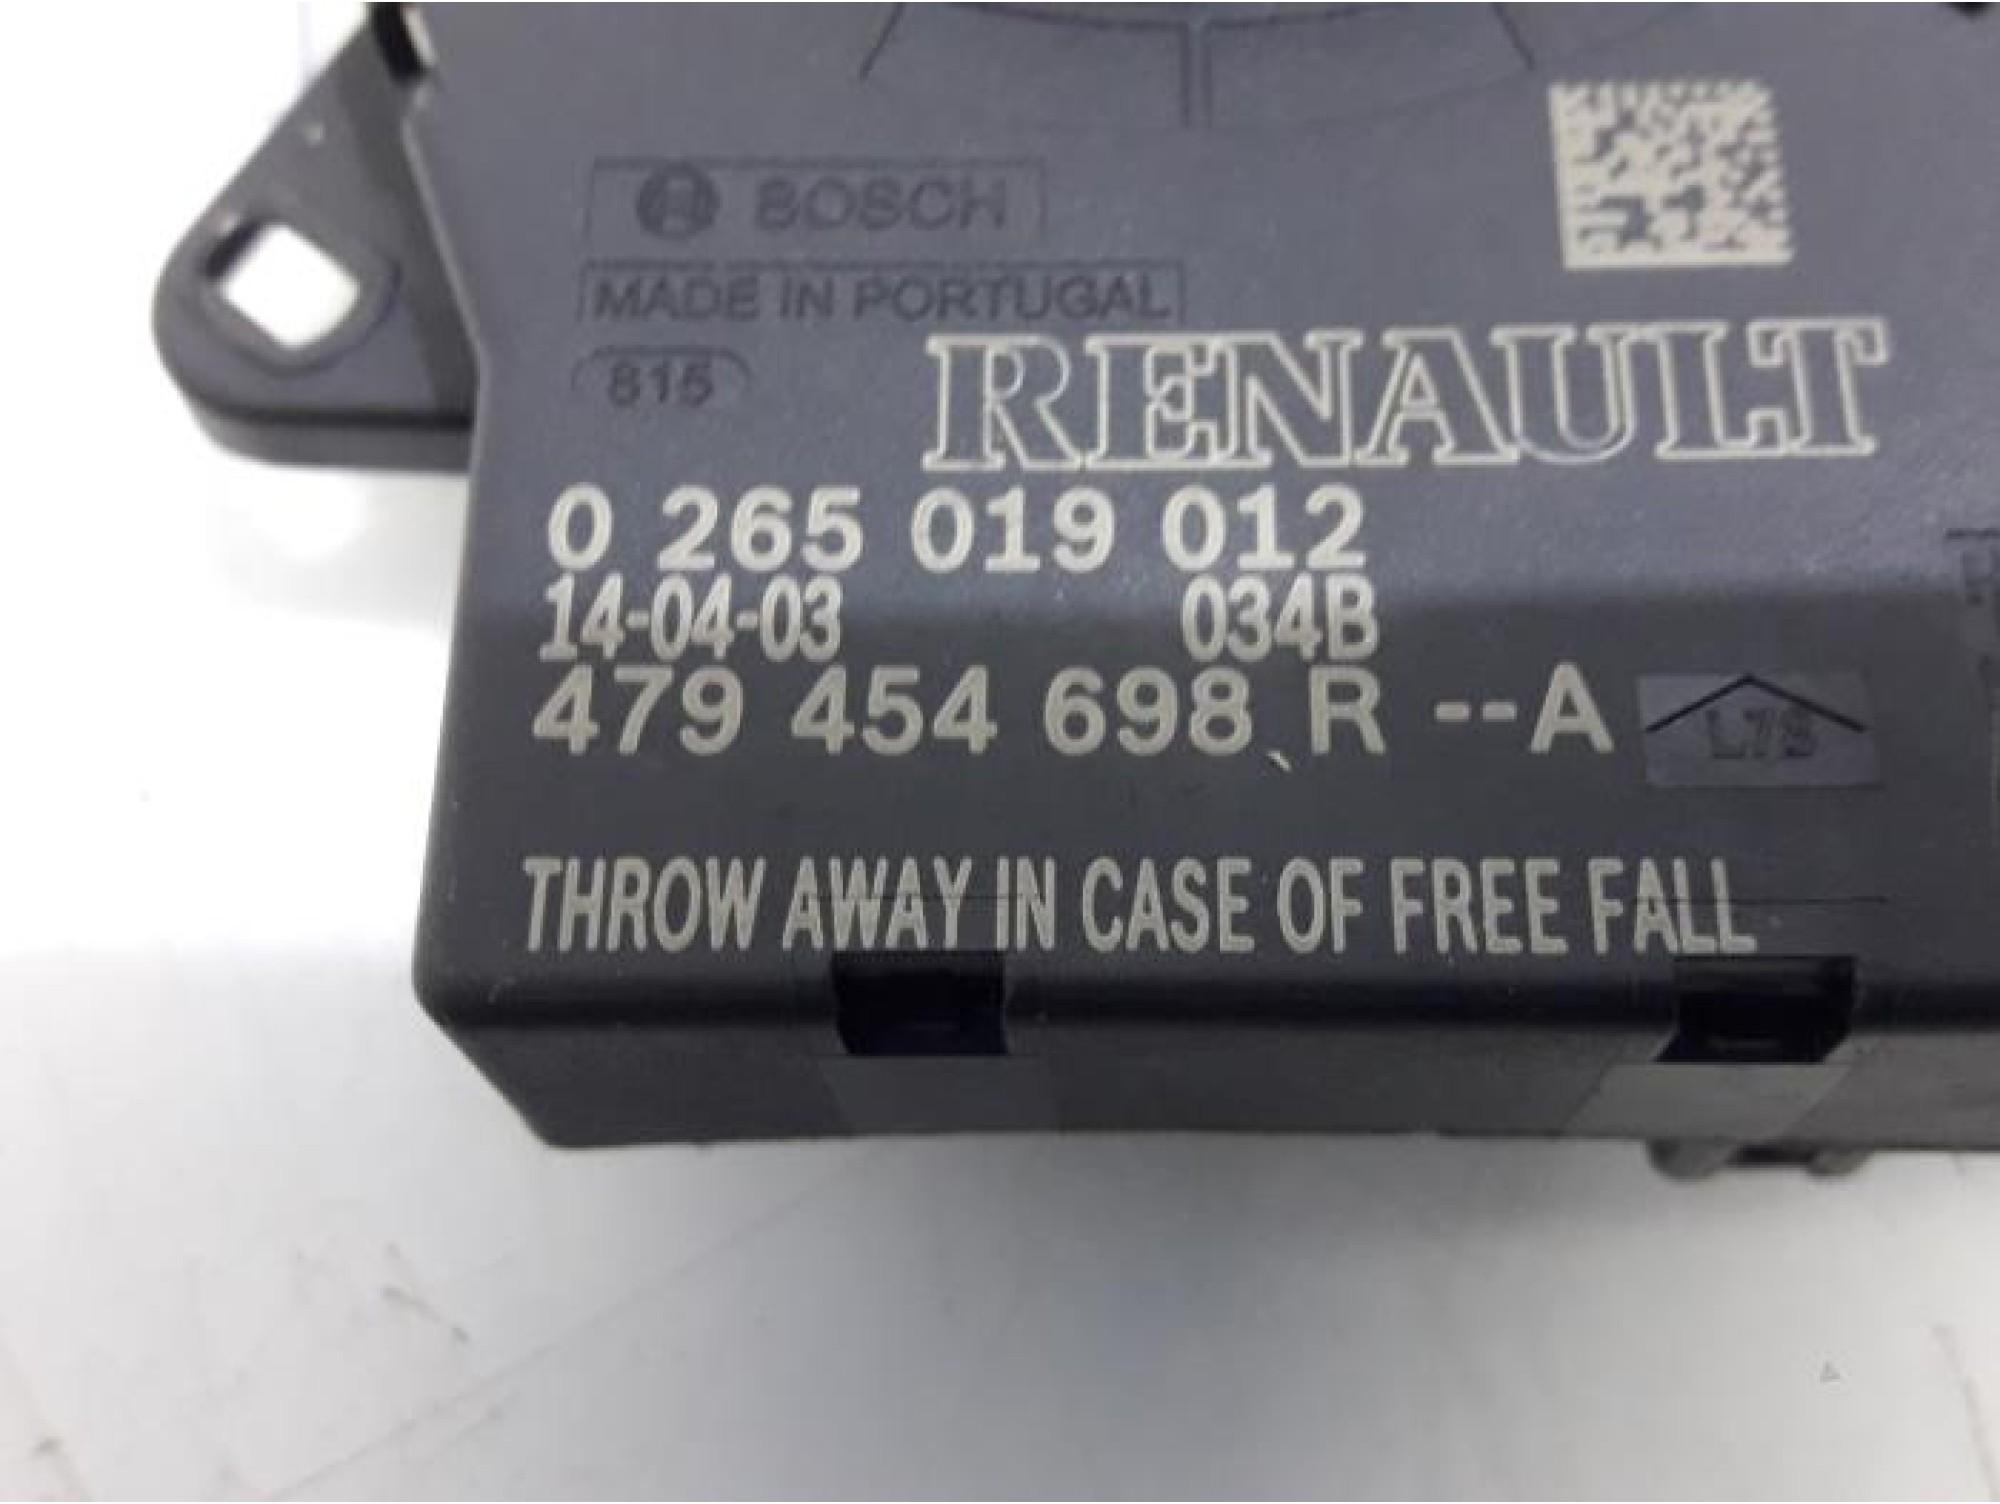 BOSCH
MADE IN PORTUGAL
815
RENAULT
0 265 019 012
14-04-03 034B
479 454 698 R --A
THROW AWAY IN CASE OF FREE FALL